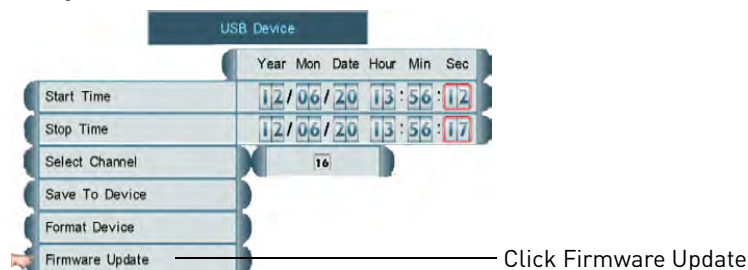 USB Device
Year Mon Date Hour Min Sec
Start Time 12/06/20 13:56:12
Stop Time 12/06/20 13:56:17
Select Channel 16
Save To Device
Format Device
Firmware Update Click Firmware Update